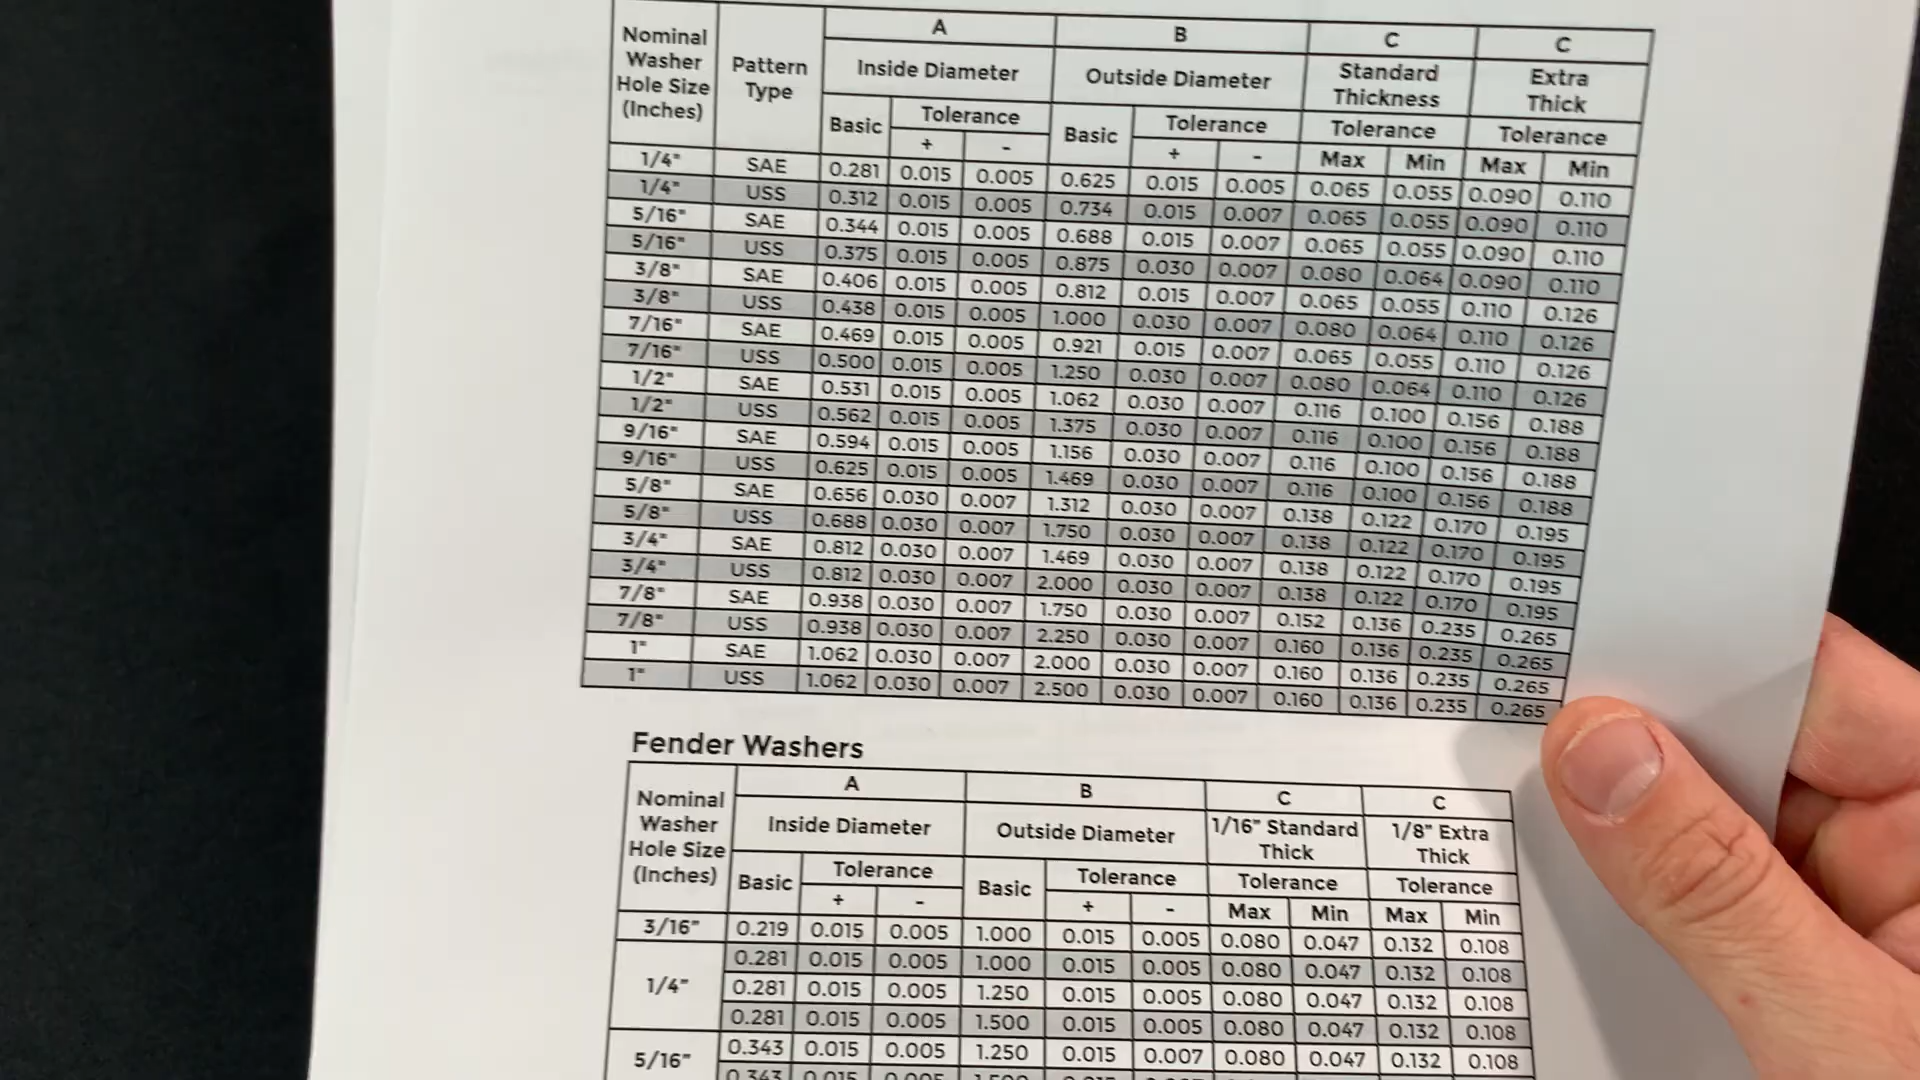 A B C C
Nominal Washer Hole Size (Inches) Pattern Type Inside Diameter Outside Diameter Standard Thickness Extra Thick
Basic Tolerance Basic Tolerance Tolerance Tolerance
+ - + - Max Min Max Min
1/4" SAE 0.281 0.015 0.005 0.625 0.015 0.005 0.065 0.055 0.090 0.110
1/4" USS 0.312 0.015 0.005 0.734 0.015 0.007 0.065 0.055 0.090 0.110
5/16" SAE 0.344 0.015 0.005 0.688 0.015 0.007 0.065 0.055 0.090 0.110
5/16" USS 0.375 0.015 0.005 0.875 0.030 0.007 0.080 0.064 0.090 0.110
3/8" SAE 0.406 0.015 0.005 0.812 0.015 0.007 0.065 0.055 0.110 0.126
3/8" USS 0.438 0.015 0.005 1.000 0.030 0.007 0.080 0.064 0.110 0.126
7/16" SAE 0.469 0.015 0.005 0.921 0.015 0.007 0.065 0.055 0.110 0.126
7/16" USS 0.500 0.015 0.005 1.250 0.030 0.007 0.080 0.064 0.110 0.126
1/2" SAE 0.531 0.015 0.005 1.062 0.030 0.007 0.116 0.100 0.156 0.188
1/2" USS 0.562 0.015 0.005 1.375 0.030 0.007 0.116 0.100 0.156 0.188
9/16" SAE 0.594 0.015 0.005 1.156 0.030 0.007 0.116 0.100 0.156 0.188
9/16" USS 0.625 0.015 0.005 1.469 0.030 0.007 0.116 0.100 0.156 0.188
5/8" SAE 0.656 0.030 0.007 1.312 0.030 0.007 0.138 0.122 0.170 0.195
5/8" USS 0.688 0.030 0.007 1.750 0.030 0.007 0.138 0.122 0.170 0.195
3/4" SAE 0.812 0.030 0.007 1.469 0.030 0.007 0.138 0.122 0.170 0.195
3/4" USS 0.812 0.030 0.007 2.000 0.030 0.007 0.138 0.122 0.170 0.195
7/8" SAE 0.938 0.030 0.007 1.750 0.030 0.007 0.152 0.136 0.235 0.265
7/8" USS 0.938 0.030 0.007 2.250 0.030 0.007 0.160 0.136 0.235 0.265
1" SAE 1.062 0.030 0.007 2.000 0.030 0.007 0.160 0.136 0.235 0.265
1" USS 1.062 0.030 0.007 2.500 0.030 0.007 0.160 0.136 0.235 0.265
Fender Washers
A B C C
Nominal Washer Hole Size (Inches) Inside Diameter Outside Diameter 1/16" Standard Thick 1/8" Extra Thick
Basic Tolerance Basic Tolerance Tolerance Tolerance
+ - + - Max Min Max Min
3/16" 0.219 0.015 0.005 1.000 0.015 0.005 0.080 0.047 0.132 0.108
0.281 0.015 0.005 1.000 0.015 0.005 0.080 0.047 0.132 0.108
1/4" 0.281 0.015 0.005 1.250 0.015 0.005 0.080 0.047 0.132 0.108
0.281 0.015 0.005 1.500 0.015 0.005 0.080 0.047 0.132 0.108
5/16" 0.343 0.015 0.005 1.250 0.015 0.007 0.080 0.047 0.132 0.108
0.343 0.015 0.005